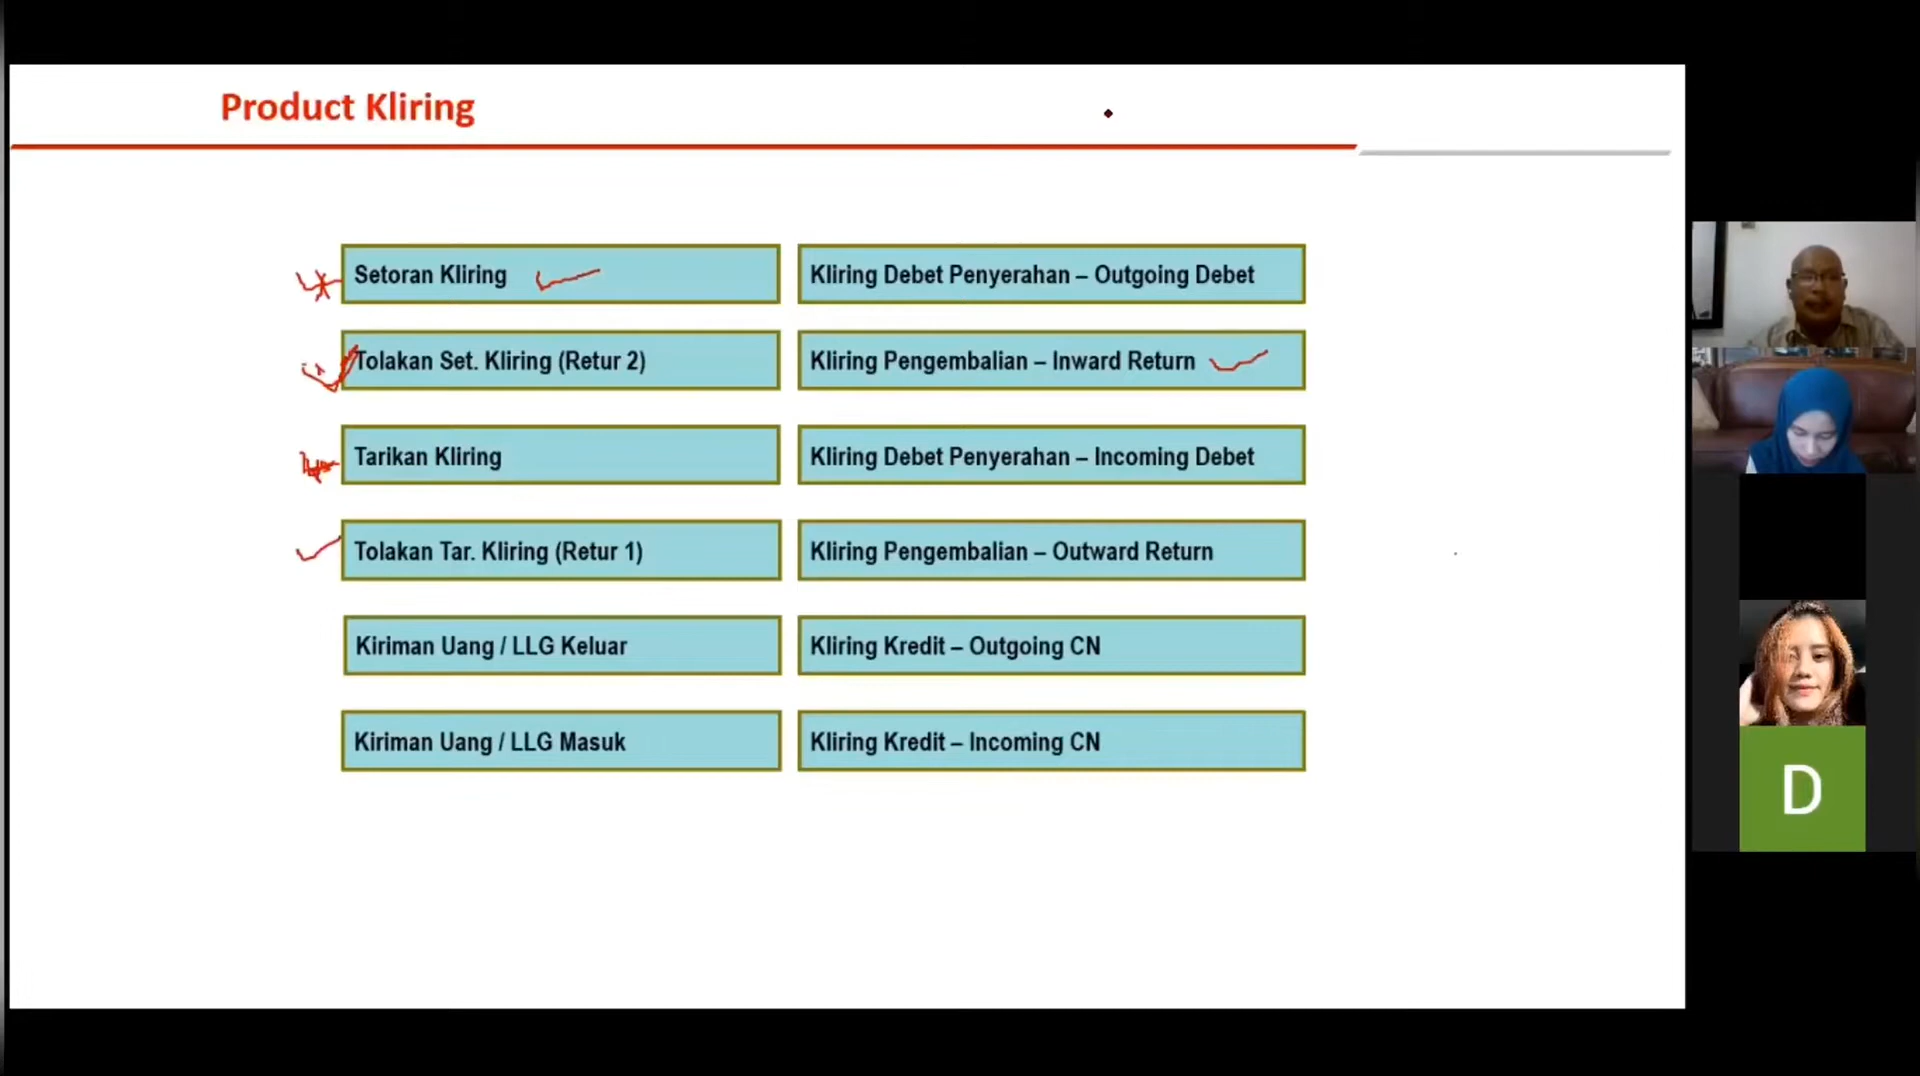 Product Kliring
Setoran Kliring
Kliring Debet Penyerahan – Outgoing Debet
Tolakan Set. Kliring (Retur 2)
Kliring Pengembalian – Inward Return
Tarikan Kliring
Kliring Debet Penyerahan – Incoming Debet
Tolakan Tar. Kliring (Retur 1)
Kliring Pengembalian – Outward Return
Kiriman Uang / LLG Keluar
Kliring Kredit – Outgoing CN
Kiriman Uang / LLG Masuk
Kliring Kredit – Incoming CN
D